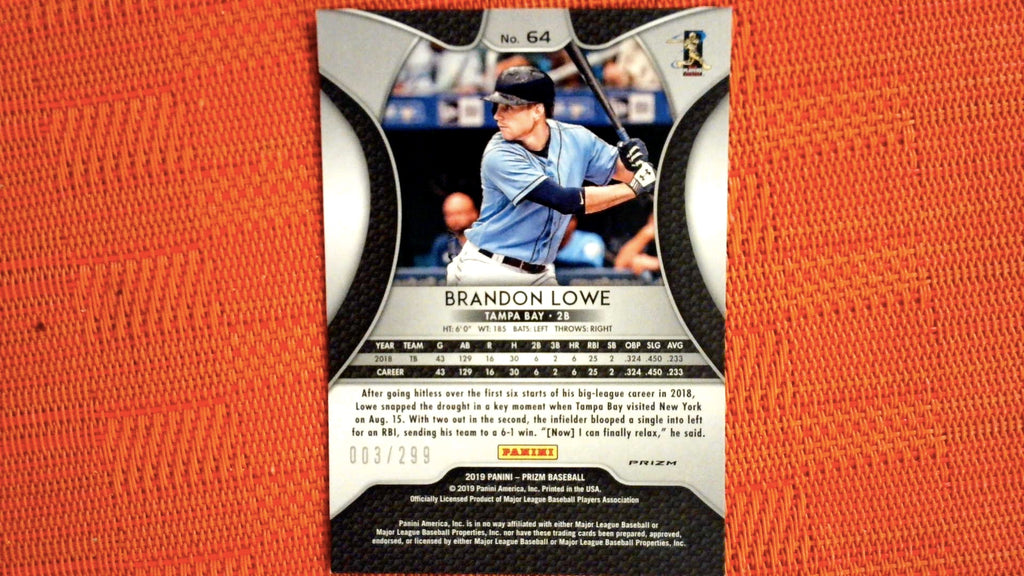 No. 64
BRANDON LOWE
TAMPA BAY • 2B
HT: 6'0" WT: 185 BATS: LEFT THROWS: RIGHT
YEAR TEAM G AB R H 2B 3B HR RBI SB OBP SLG AVG
2018 TB 43 129 16 30 6 2 6 25 2 .324 .450 .233
CAREER 43 129 16 30 6 2 6 25 2 .324 .450 .233
After going hitless over the first six starts of his big-league career in 2018,
Lowe snapped the drought in a key moment when Tampa Bay visited New York
on Aug. 15. With two out in the second, the infielder blooped a single into left
for an RBI, sending his team to a 6-1 win. "[Now] I can finally relax," he said.
003/299
PANINI
PRIZM
2019 PANINI – PRIZM BASEBALL
© 2019 Panini America, Inc. Printed in the USA.
Officially Licensed Product of Major League Baseball Players Association
Panini America, Inc. is in no way affiliated with either Major League Baseball or
Major League Baseball Properties, Inc. nor have these trading cards been prepared, approved,
endorsed, or licensed by either Major League Baseball or Major League Baseball Properties, Inc.